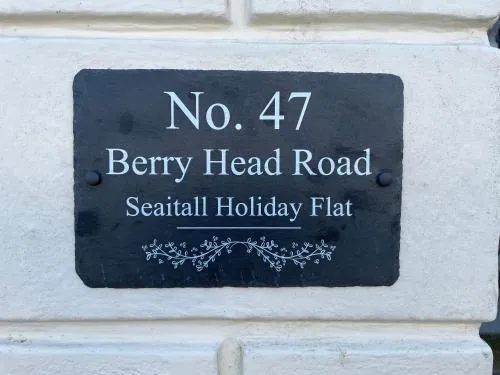 No. 47
Berry Head Road
Seaitall Holiday Flat